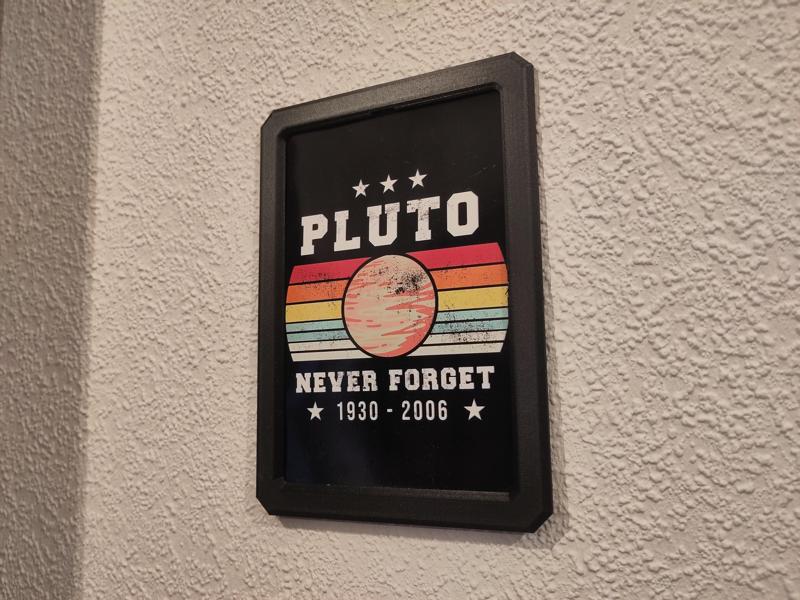 PLUTO
NEVER FORGET
1930 - 2006